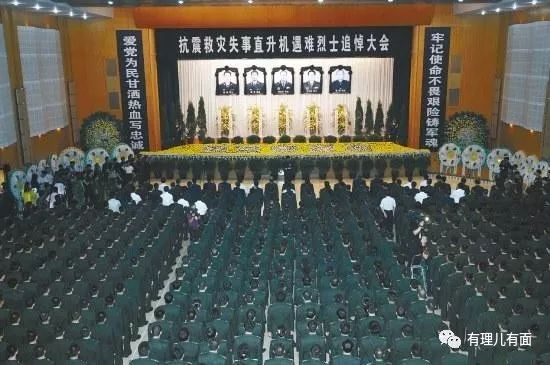 抗震救灾失事直升机遇难烈士追悼大会
爱党为民甘洒热血写忠诚
牢记使命不畏艰险铸军魂
有理儿有面